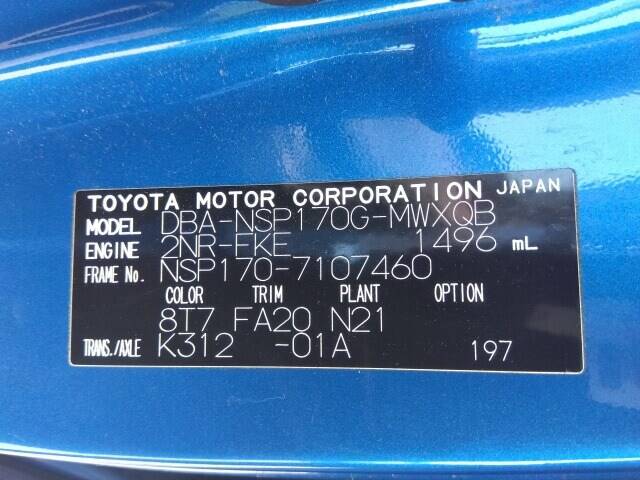 TOYOTA MOTOR CORPORATION JAPAN
MODEL DBA-NSP170G-MWXQB
ENGINE 2NR-FKE 1496 mL
FRAME No. NSP170-7107460
COLOR TRIM PLANT OPTION
8T7 FA20 N21
TRANS./AXLE K312 -01A 197